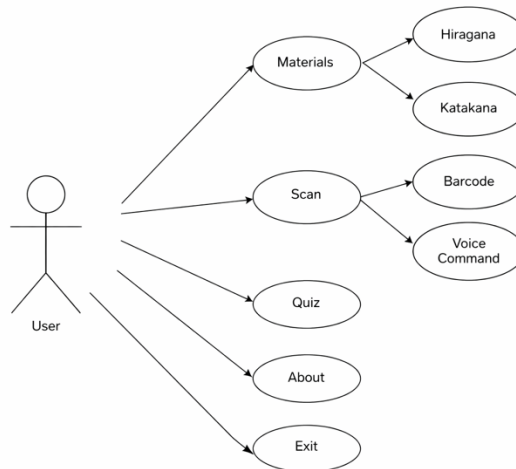 Hiragana
Materials
Katakana
Barcode
Scan
Voice
Command
Quiz
User
About
Exit